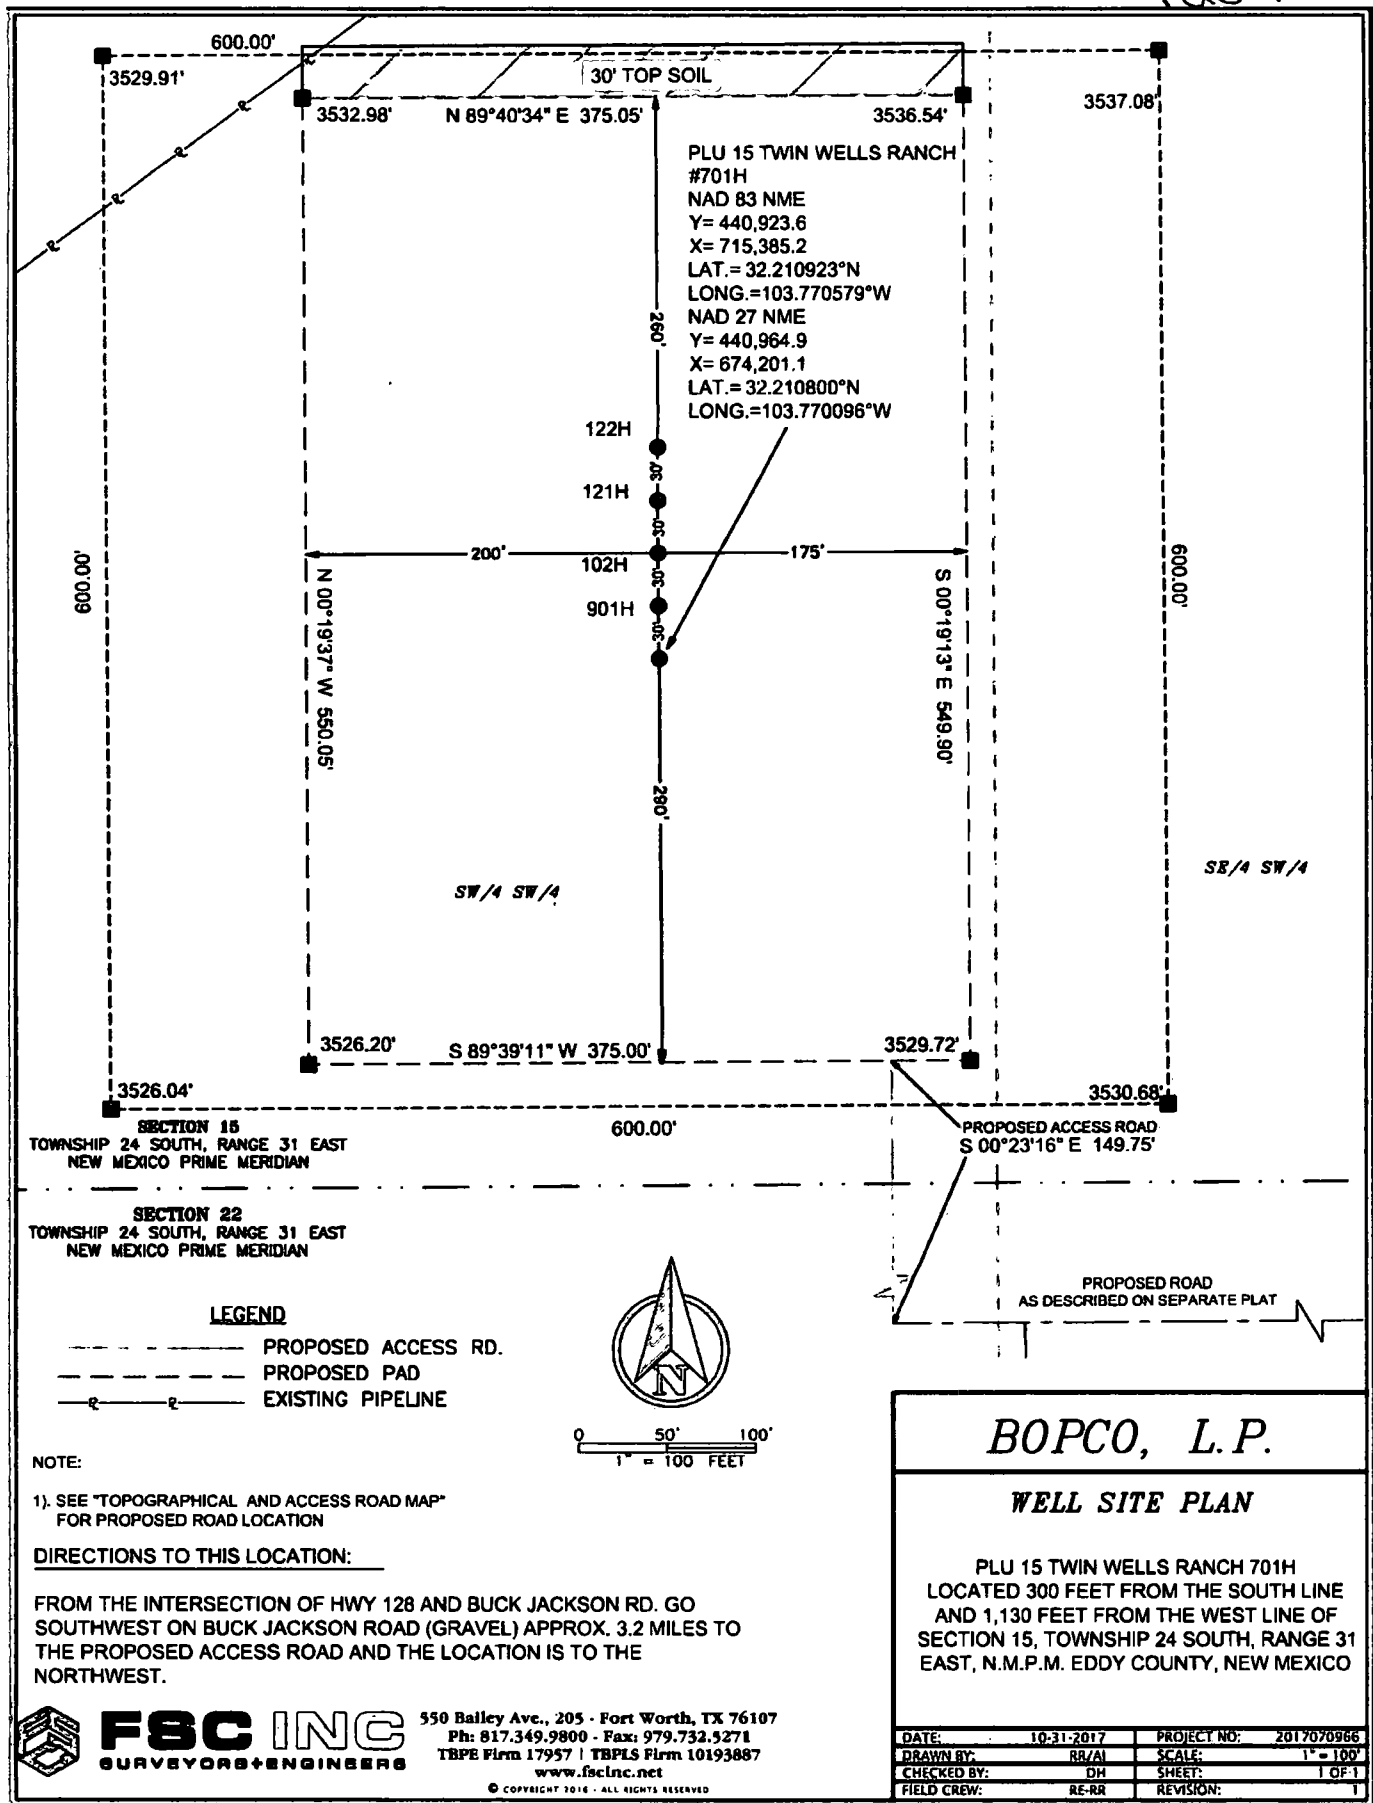 600.00'
3529.91'
30' TOP SOIL
3537.08'
3532.98'
N 89°40'34" E 375.05'
3536.54'
PLU 15 TWIN WELLS RANCH
#701H
NAD 83 NME
Y= 440,923.6
X= 715,385.2
LAT.= 32.210923°N
LONG.=103.770579°W
NAD 27 NME
Y= 440,964.9
X= 674,201.1
LAT.= 32.210800°N
LONG.=103.770096°W
260'
122H
30'
121H
30'
200'
175'
102H
30'
901H
30'
600.00'
N 00°19'37" W 550.05'
S 00°19'13" E 549.90'
600.00'
290'
SW/4 SW/4
SE/4 SW/4
3526.20'
S 89°39'11" W 375.00'
3529.72'
3526.04'
3530.68'
600.00'
PROPOSED ACCESS ROAD
S 00°23'16" E 149.75'
SECTION 15
TOWNSHIP 24 SOUTH, RANGE 31 EAST
NEW MEXICO PRIME MERIDIAN
SECTION 22
TOWNSHIP 24 SOUTH, RANGE 31 EAST
NEW MEXICO PRIME MERIDIAN
PROPOSED ROAD
AS DESCRIBED ON SEPARATE PLAT
LEGEND
PROPOSED ACCESS RD.
PROPOSED PAD
EXISTING PIPELINE
N
0 50' 100'
1" = 100 FEET
NOTE:
1). SEE "TOPOGRAPHICAL AND ACCESS ROAD MAP"
FOR PROPOSED ROAD LOCATION
DIRECTIONS TO THIS LOCATION:
FROM THE INTERSECTION OF HWY 128 AND BUCK JACKSON RD. GO
SOUTHWEST ON BUCK JACKSON ROAD (GRAVEL) APPROX. 3.2 MILES TO
THE PROPOSED ACCESS ROAD AND THE LOCATION IS TO THE
NORTHWEST.
FSC INC
SURVEYORS+ENGINEERS
550 Bailey Ave., 205 - Fort Worth, TX 76107
Ph: 817.349.9800 - Fax: 979.732.5271
TBPE Firm 17957 | TBPLS Firm 10193887
www.fscinc.net
© COPYRIGHT 2016 - ALL RIGHTS RESERVED
BOPCO, L.P.
WELL SITE PLAN
PLU 15 TWIN WELLS RANCH 701H
LOCATED 300 FEET FROM THE SOUTH LINE
AND 1,130 FEET FROM THE WEST LINE OF
SECTION 15, TOWNSHIP 24 SOUTH, RANGE 31
EAST, N.M.P.M. EDDY COUNTY, NEW MEXICO
DATE: 10-31-2017 PROJECT NO: 2017070966
DRAWN BY: RR/AI SCALE: 1" = 100'
CHECKED BY: DH SHEET: 1 OF 1
FIELD CREW: RE-RR REVISION: 1